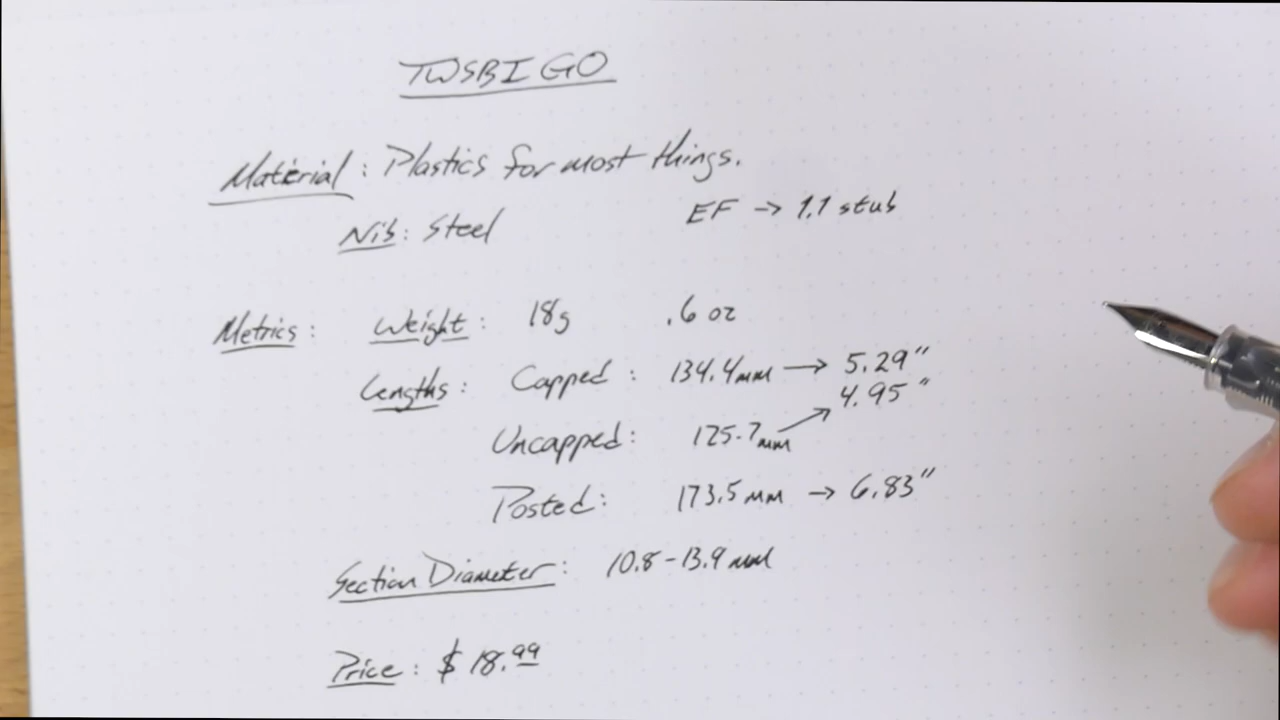 TWSBI GO
Material: Plastics for most things.
Nib: Steel EF → 1.1 stub
Metrics: Weight: 18g .6 oz
Lengths: Capped: 134.4mm → 5.29"
4.95"
Uncapped: 125.7mm
Posted: 173.5mm → 6.83"
Section Diameter: 10.8-13.9mm
Price: $18.99